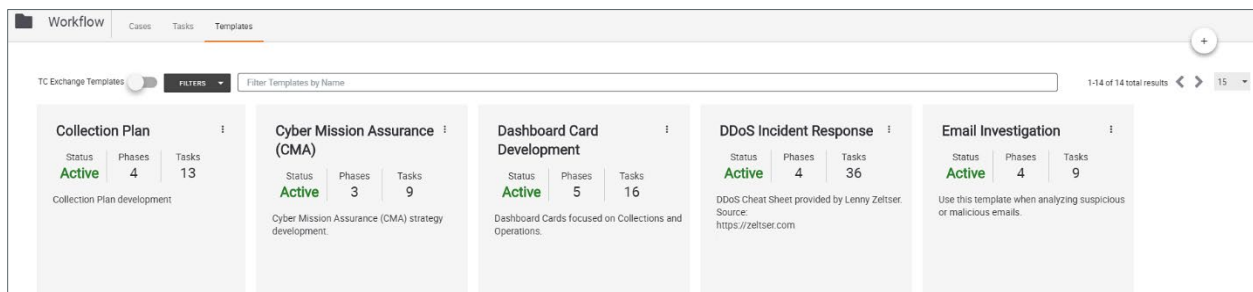 Workflow
Cases
Tasks
Templates
+
TC Exchange Templates
FILTERS
Filter Templates by Name
1-14 of 14 total results
15
Collection Plan
Status
Phases
Tasks
Active
4
13
Collection Plan development
Cyber Mission Assurance
(CMA)
Status
Phases
Tasks
Active
3
9
Cyber Mission Assurance (CMA) strategy
development.
Dashboard Card
Development
Status
Phases
Tasks
Active
5
16
Dashboard Cards focused on Collections and
Operations.
DDoS Incident Response
Status
Phases
Tasks
Active
4
36
DDoS Cheat Sheet provided by Lenny Zeltser.
Source:
https://zeltser.com
Email Investigation
Status
Phases
Tasks
Active
4
9
Use this template when analyzing suspicious
or malicious emails.